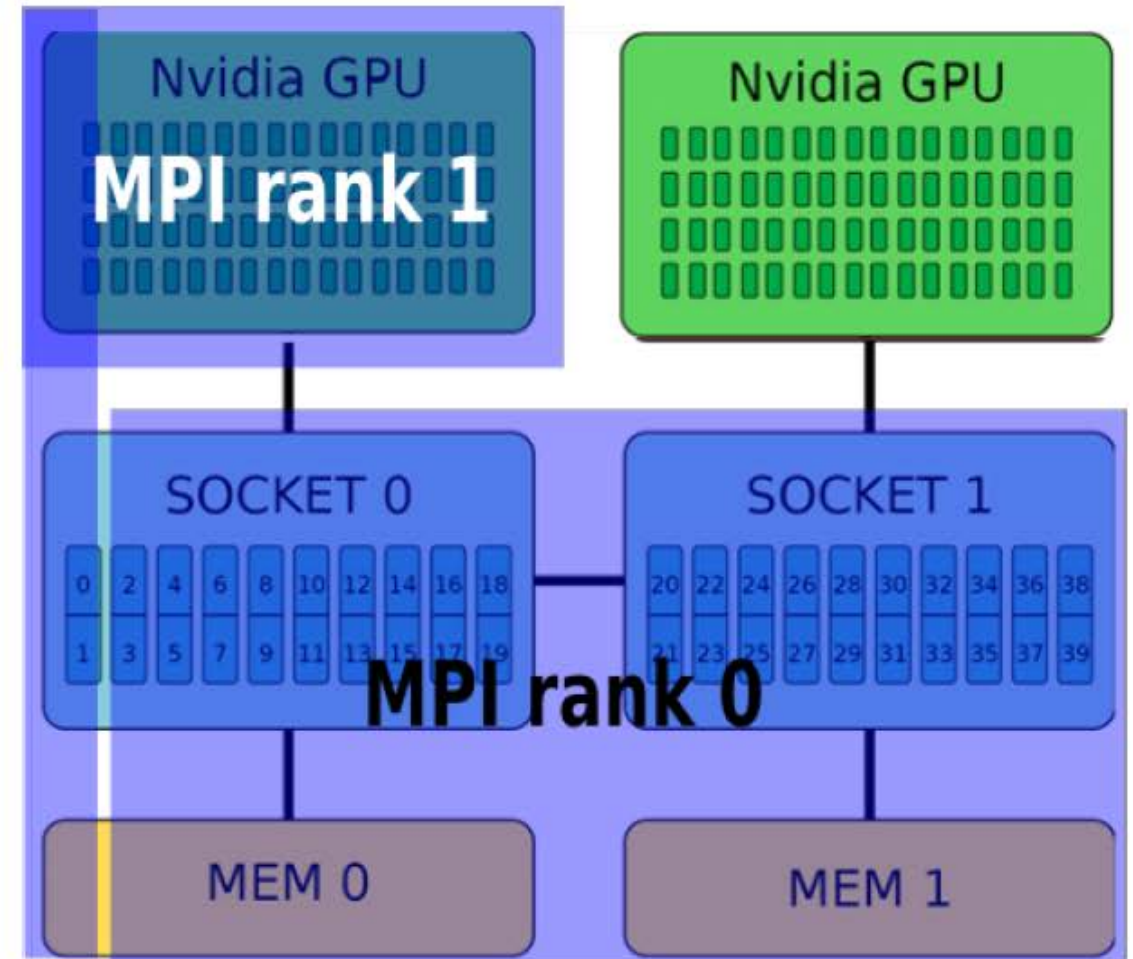 Nvidia GPU
Nvidia GPU
MPI rank 1
SOCKET 0
SOCKET 1
0 2 4 6 8 10 12 14 16 18
20 22 24 26 28 30 32 34 36 38
1 3 5 7 9 11 13 15 17 19
21 23 25 27 29 31 33 35 37 39
MPI rank 0
MEM 0
MEM 1